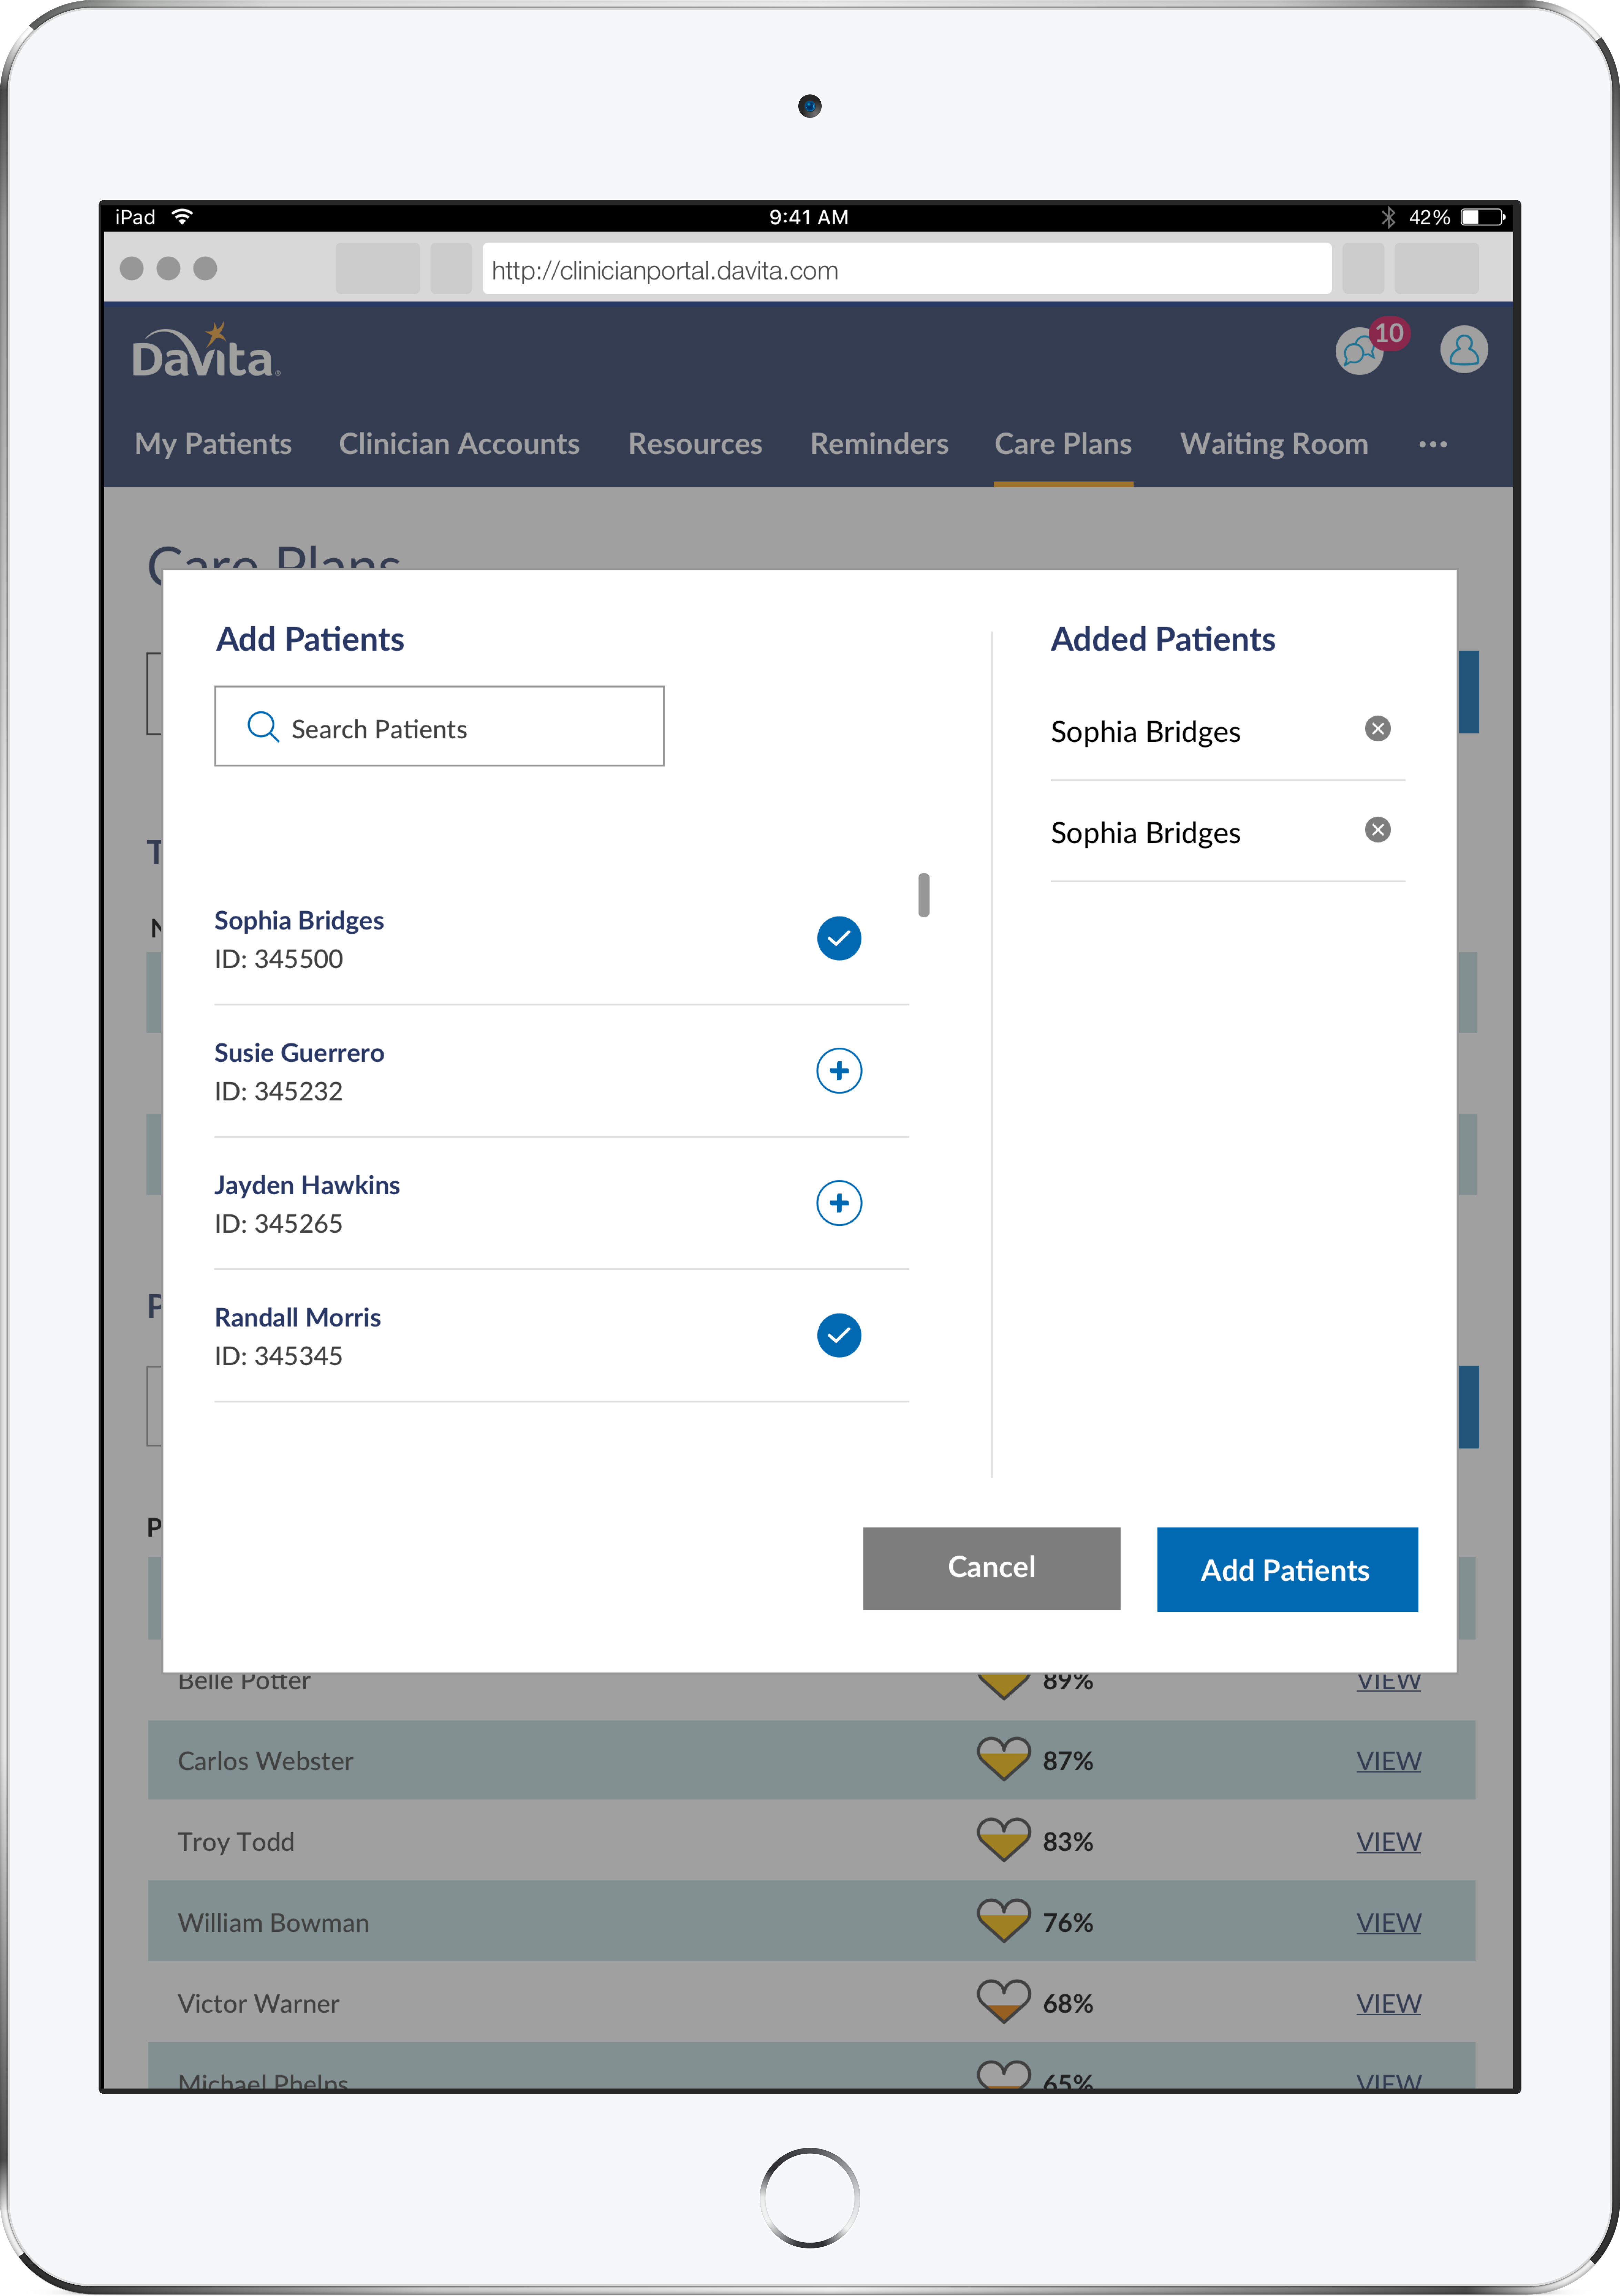 iPad
9:41 AM
42%
http://clinicianportal.davita.com
DaVita®
10
My Patients
Clinician Accounts
Resources
Reminders
Care Plans
Waiting Room
•••
Care Plans
T
N
P
P
Add Patients
Search Patients
Sophia Bridges
ID: 345500
Susie Guerrero
ID: 345232
Jayden Hawkins
ID: 345265
Randall Morris
ID: 345345
Added Patients
Sophia Bridges
Sophia Bridges
Cancel
Add Patients
Belle Potter 89% VIEW
Carlos Webster 87% VIEW
Troy Todd 83% VIEW
William Bowman 76% VIEW
Victor Warner 68% VIEW
Michael Phelps 65% VIEW